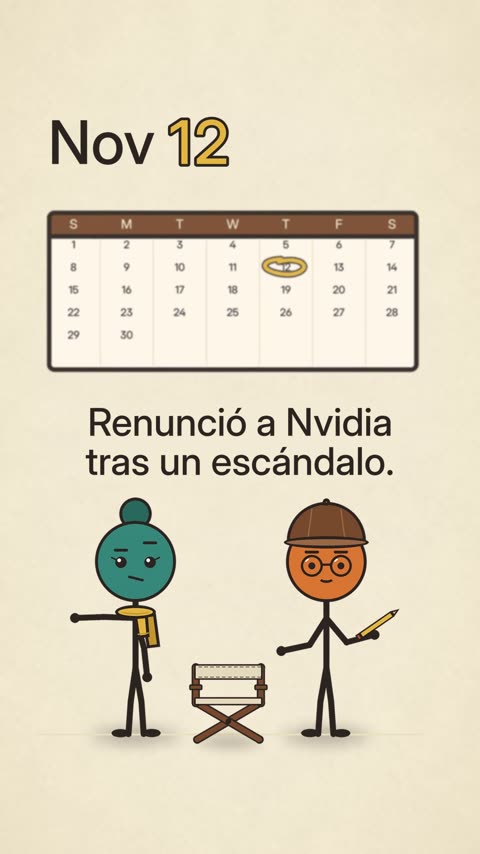 Nov 12
S M T W T F S
1 2 3 4 5 6 7
8 9 10 11 12 13 14
15 16 17 18 19 20 21
22 23 24 25 26 27 28
29 30
Renunció a Nvidia
tras un escándalo.